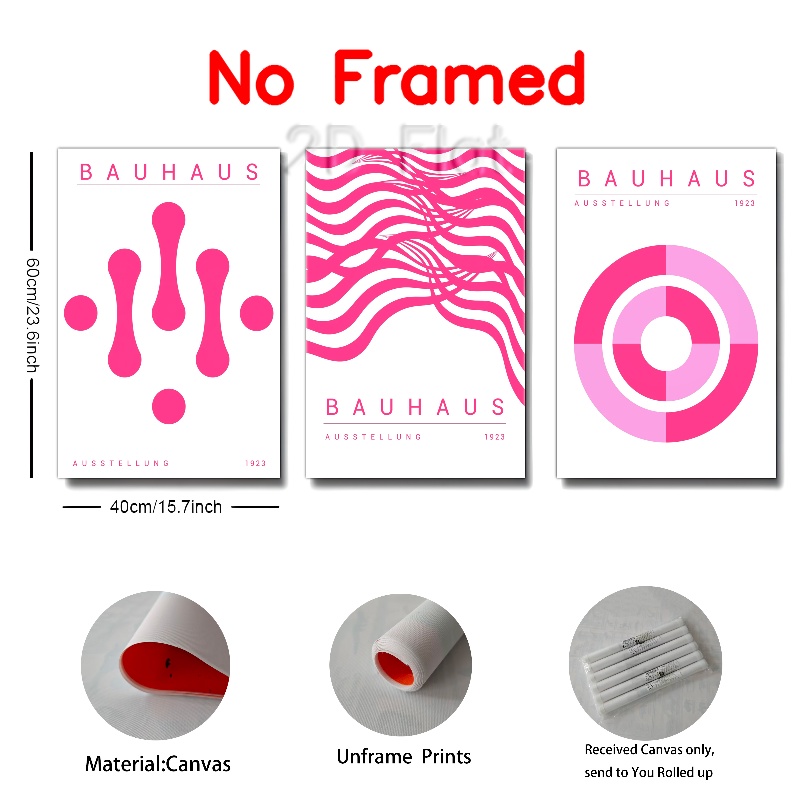 No Framed
2D Flat
BAUHAUS
AUSSTELLUNG 1923
BAUHAUS
AUSSTELLUNG 1923
BAUHAUS
AUSSTELLUNG 1923
60cm/23.6inch
40cm/15.7inch
Material:Canvas
Unframe Prints
Received Canvas only,
send to You Rolled up